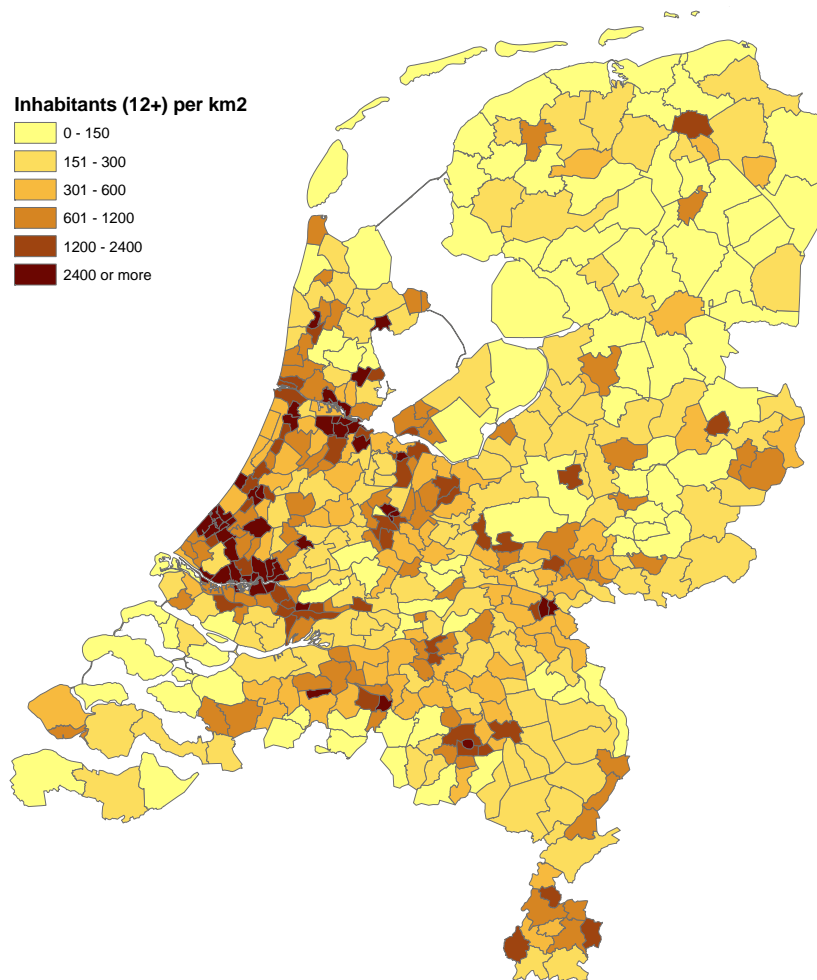 Inhabitants (12+) per km2
0 - 150
151 - 300
301 - 600
601 - 1200
1200 - 2400
2400 or more